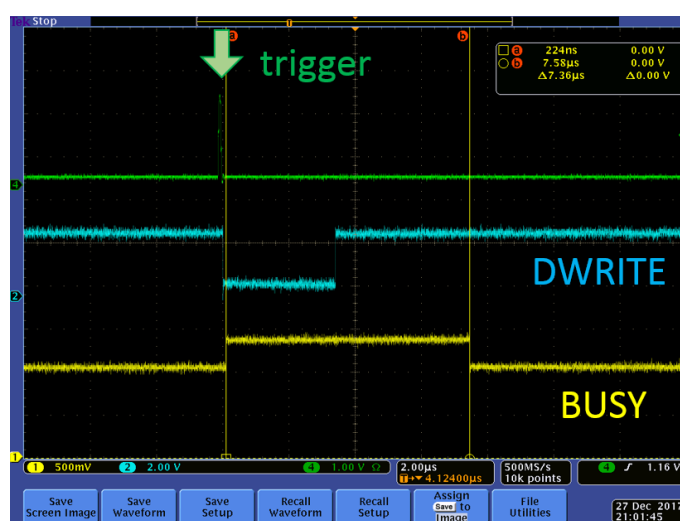 Tek Stop
trigger
a
b
a 224ns 0.00 V
b 7.58µs 0.00 V
Δ7.36µs Δ0.00 V
4
2
DWRITE
BUSY
1
1 500mV
2 2.00 V
4 1.00 V Ω
2.00µs
T→▼ 4.12400µs
500MS/s
10k points
4 1.16 V
Save Screen Image
Save Waveform
Save Setup
Recall Waveform
Recall Setup
Assign Save to Image
File Utilities
27 Dec 2017
21:01:45